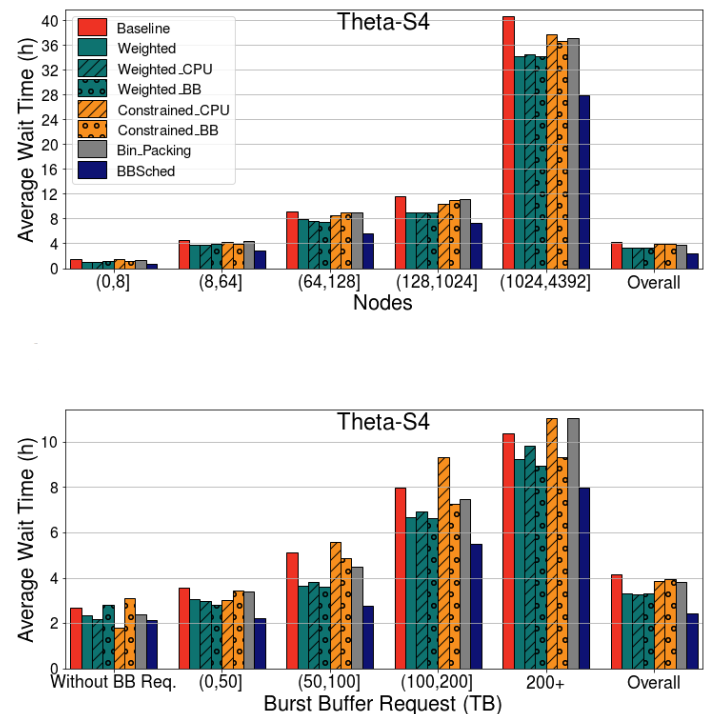 Theta-S4
Baseline
Weighted
Weighted_CPU
Weighted_BB
Constrained_CPU
Constrained_BB
Bin_Packing
BBSched
Average Wait Time (h)
40
36
32
28
24
20
16
12
8
4
0
(0,8]
(8,64]
(64,128]
(128,1024]
(1024,4392]
Overall
Nodes
Theta-S4
Average Wait Time (h)
10
8
6
4
2
0
Without BB Req.
(0,50]
(50,100]
(100,200]
200+
Overall
Burst Buffer Request (TB)